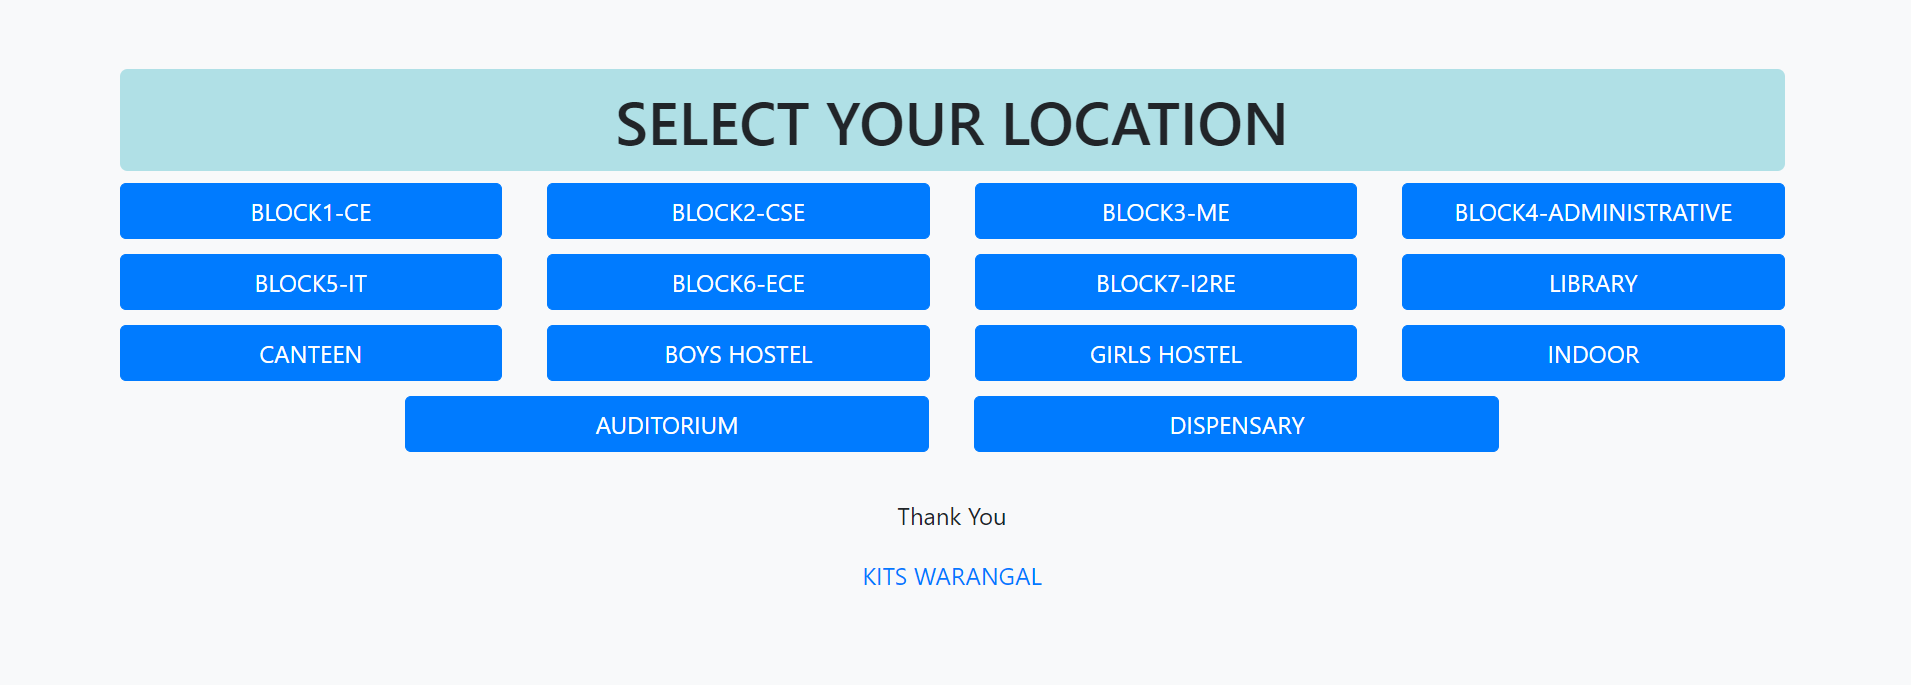 SELECT YOUR LOCATION
BLOCK1-CE
BLOCK2-CSE
BLOCK3-ME
BLOCK4-ADMINISTRATIVE
BLOCK5-IT
BLOCK6-ECE
BLOCK7-I2RE
LIBRARY
CANTEEN
BOYS HOSTEL
GIRLS HOSTEL
INDOOR
AUDITORIUM
DISPENSARY
Thank You
KITS WARANGAL